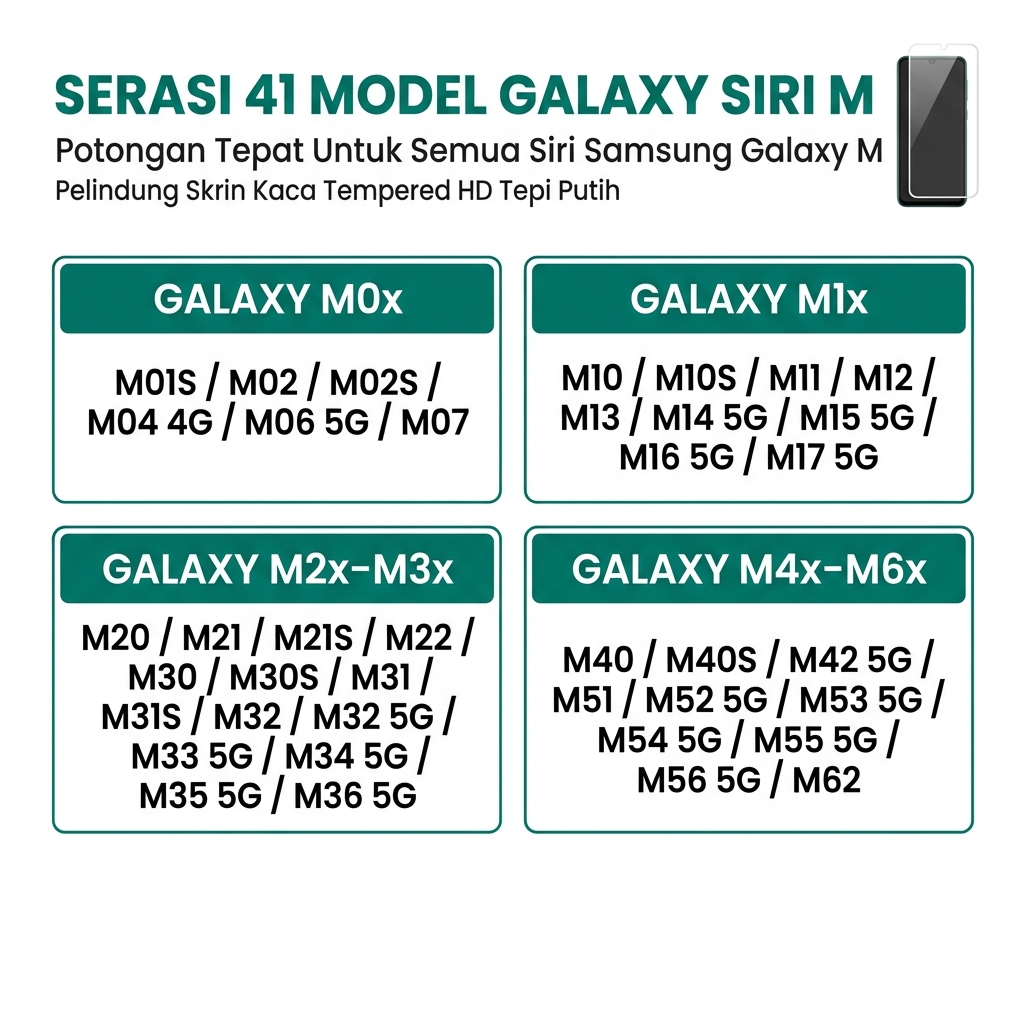 SERASI 41 MODEL GALAXY SIRI M
Potongan Tepat Untuk Semua Siri Samsung Galaxy M
Pelindung Skrin Kaca Tempered HD Tepi Putih
GALAXY M0x
M01S / M02 / M02S /
M04 4G / M06 5G / M07
GALAXY M1x
M10 / M10S / M11 / M12 /
M13 / M14 5G / M15 5G /
M16 5G / M17 5G
GALAXY M2x-M3x
M20 / M21 / M21S / M22 /
M30 / M30S / M31 /
M31S / M32 / M32 5G /
M33 5G / M34 5G /
M35 5G / M36 5G
GALAXY M4x-M6x
M40 / M40S / M42 5G /
M51 / M52 5G / M53 5G /
M54 5G / M55 5G /
M56 5G / M62